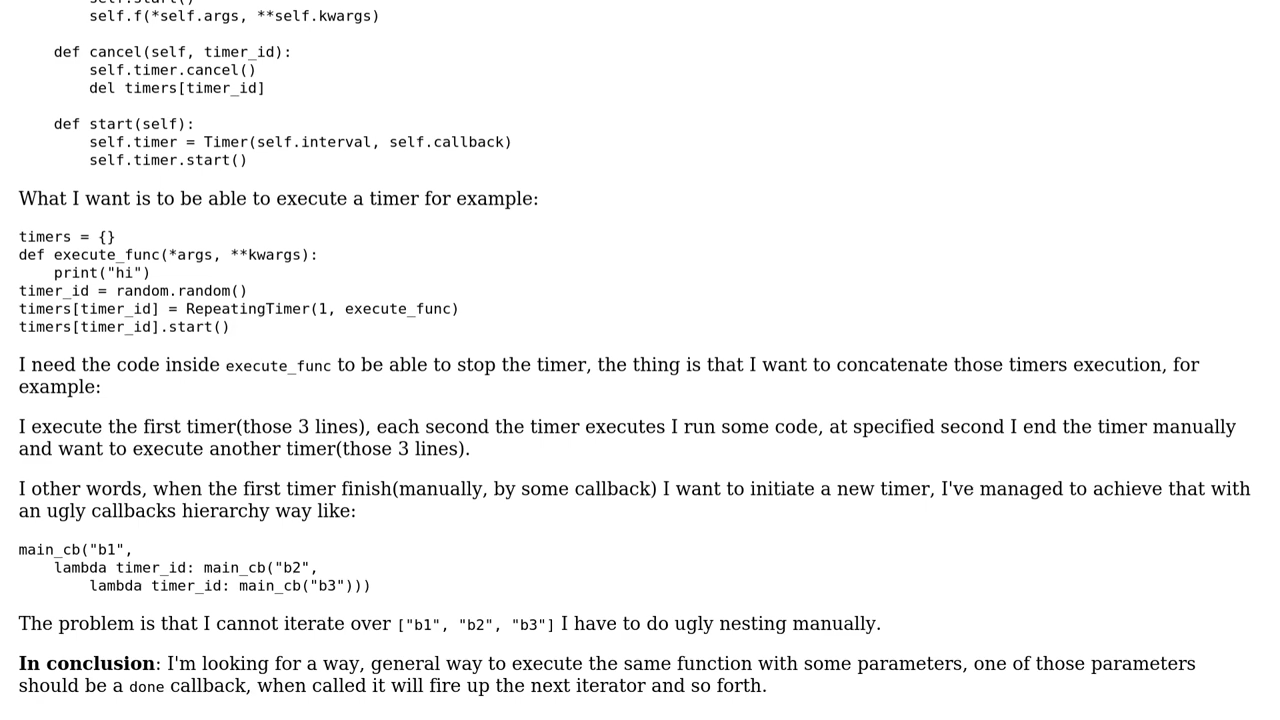 self.start()
self.f(*self.args, **self.kwargs)
def cancel(self, timer_id):
self.timer.cancel()
del timers[timer_id]
def start(self):
self.timer = Timer(self.interval, self.callback)
self.timer.start()
What I want is to be able to execute a timer for example:
timers = {}
def execute_func(*args, **kwargs):
print("hi")
timer_id = random.random()
timers[timer_id] = RepeatingTimer(1, execute_func)
timers[timer_id].start()
I need the code inside execute_func to be able to stop the timer, the thing is that I want to concatenate those timers execution, for
example:
I execute the first timer(those 3 lines), each second the timer executes I run some code, at specified second I end the timer manually
and want to execute another timer(those 3 lines).
I other words, when the first timer finish(manually, by some callback) I want to initiate a new timer, I've managed to achieve that with
an ugly callbacks hierarchy way like:
main_cb("b1",
lambda timer_id: main_cb("b2",
lambda timer_id: main_cb("b3")))
The problem is that I cannot iterate over ["b1", "b2", "b3"] I have to do ugly nesting manually.
In conclusion: I'm looking for a way, general way to execute the same function with some parameters, one of those parameters
should be a done callback, when called it will fire up the next iterator and so forth.